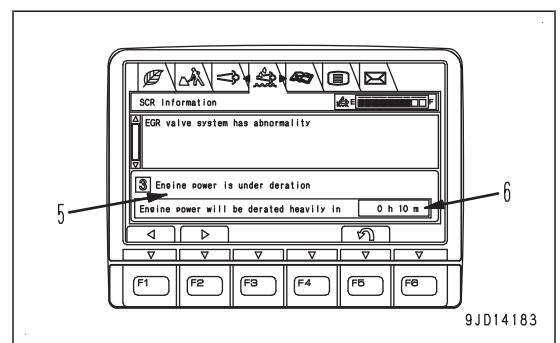 SCR Information
E F
EGR valve system has abnormality
3 Engine power is under deration
Engine power will be derated heavily in 0 h 10 m
5
6
F1 F2 F3 F4 F5 F6
9JD14183